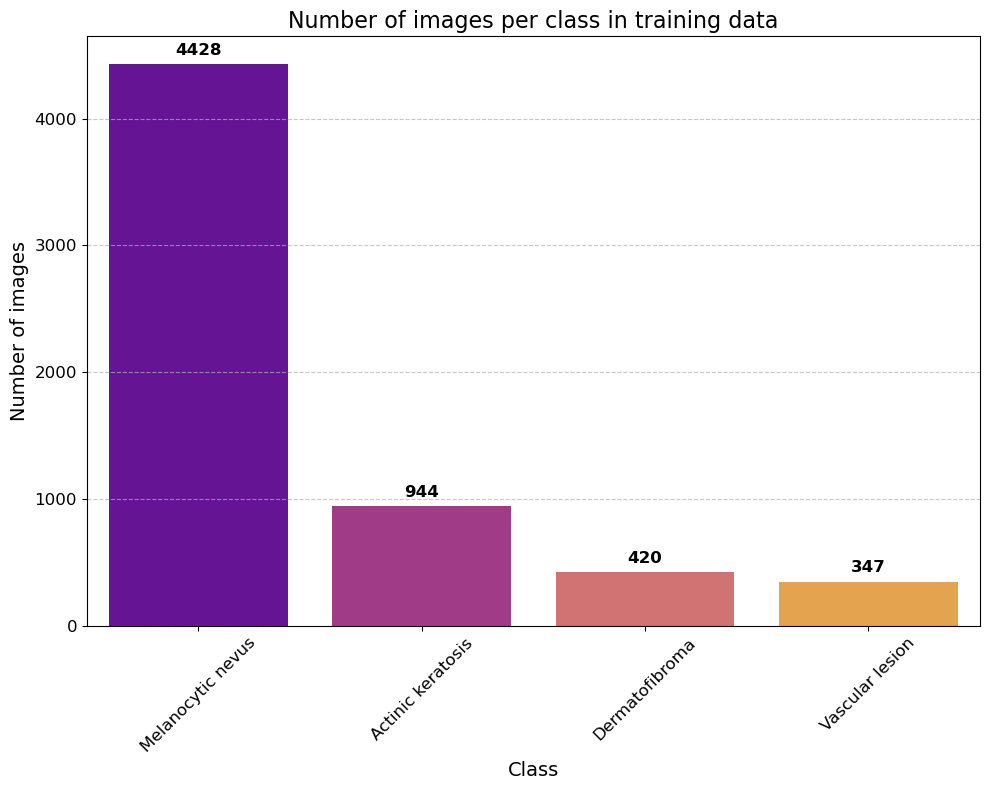 Number of images per class in training data
4428
944
420
347
4000
3000
2000
1000
0
Number of images
Melanocytic nevus
Actinic keratosis
Dermatofibroma
Vascular lesion
Class